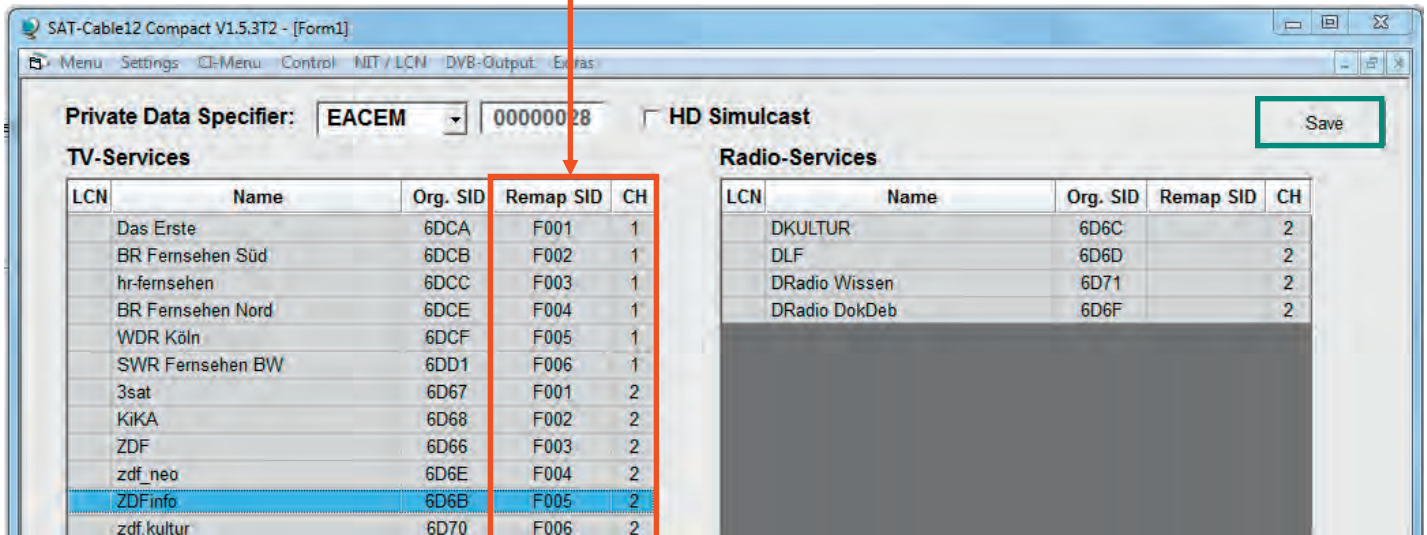 SAT-Cable12 Compact V1.5.3T2 - [Form1]
Menu Settings CI-Menu Control NIT / LCN DVB-Output Extras
Private Data Specifier: EACEM 00000028 HD Simulcast Save
TV-Services Radio-Services
LCN Name Org. SID Remap SID CH LCN Name Org. SID Remap SID CH
Das Erste 6DCA F001 1 DKULTUR 6D6C 2
BR Fernsehen Süd 6DCB F002 1 DLF 6D6D 2
hr-fernsehen 6DCC F003 1 DRadio Wissen 6D71 2
BR Fernsehen Nord 6DCE F004 1 DRadio DokDeb 6D6F 2
WDR Köln 6DCF F005 1
SWR Fernsehen BW 6DD1 F006 1
3sat 6D67 F001 2
KiKA 6D68 F002 2
ZDF 6D66 F003 2
zdf_neo 6D6E F004 2
ZDFinfo 6D6B F005 2
zdf.kultur 6D70 F006 2